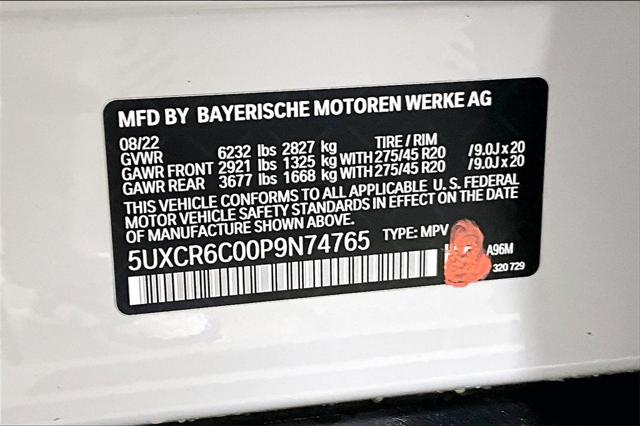 MFD BY BAYERISCHE MOTOREN WERKE AG
08/22 TIRE / RIM
GVWR 6232 lbs 2827 kg
GAWR FRONT 2921 lbs 1325 kg WITH 275/45 R20 / 9.0J x 20
GAWR REAR 3677 lbs 1668 kg WITH 275/45 R20 / 9.0J x 20
THIS VEHICLE CONFORMS TO ALL APPLICABLE U. S. FEDERAL
MOTOR VEHICLE SAFETY STANDARDS IN EFFECT ON THE DATE
OF MANUFACTURE SHOWN ABOVE.
5UXCR6C00P9N74765 TYPE: MPV
A96M
320 729